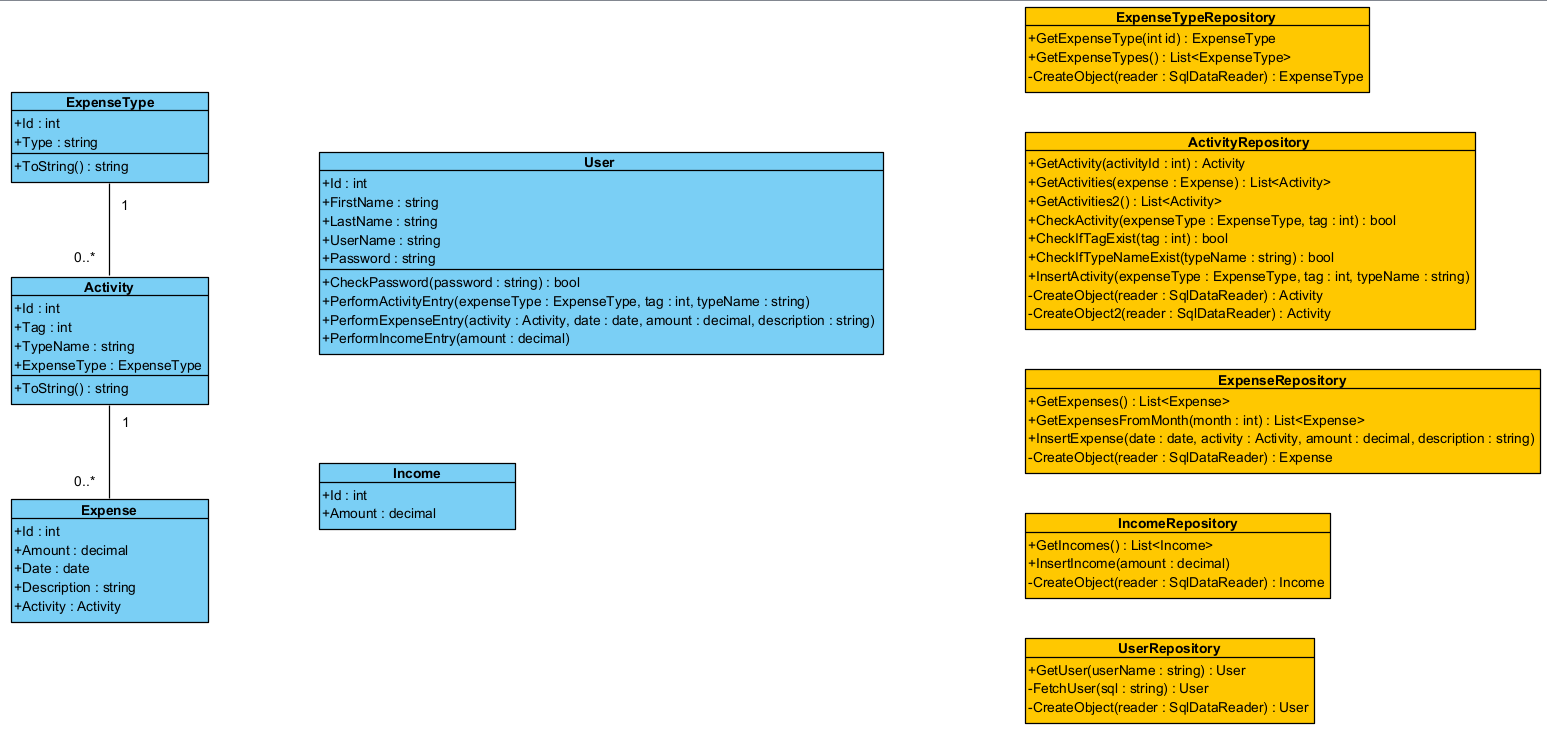 ExpenseType
+Id : int
+Type : string
+ToString() : string
1
0..*
Activity
+Id : int
+Tag : int
+TypeName : string
+ExpenseType : ExpenseType
+ToString() : string
1
0..*
Expense
+Id : int
+Amount : decimal
+Date : date
+Description : string
+Activity : Activity
User
+Id : int
+FirstName : string
+LastName : string
+UserName : string
+Password : string
+CheckPassword(password : string) : bool
+PerformActivityEntry(expenseType : ExpenseType, tag : int, typeName : string)
+PerformExpenseEntry(activity : Activity, date : date, amount : decimal, description : string)
+PerformIncomeEntry(amount : decimal)
Income
+Id : int
+Amount : decimal
ExpenseTypeRepository
+GetExpenseType(int id) : ExpenseType
+GetExpenseTypes() : List<ExpenseType>
-CreateObject(reader : SqlDataReader) : ExpenseType
ActivityRepository
+GetActivity(activityId : int) : Activity
+GetActivities(expense : Expense) : List<Activity>
+GetActivities2() : List<Activity>
+CheckActivity(expenseType : ExpenseType, tag : int) : bool
+CheckIfTagExist(tag : int) : bool
+CheckIfTypeNameExist(typeName : string) : bool
+InsertActivity(expenseType : ExpenseType, tag : int, typeName : string)
-CreateObject(reader : SqlDataReader) : Activity
-CreateObject2(reader : SqlDataReader) : Activity
ExpenseRepository
+GetExpenses() : List<Expense>
+GetExpensesFromMonth(month : int) : List<Expense>
+InsertExpense(date : date, activity : Activity, amount : decimal, description : string)
-CreateObject(reader : SqlDataReader) : Expense
IncomeRepository
+GetIncomes() : List<Income>
+InsertIncome(amount : decimal)
-CreateObject(reader : SqlDataReader) : Income
UserRepository
+GetUser(userName : string) : User
-FetchUser(sql : string) : User
-CreateObject(reader : SqlDataReader) : User